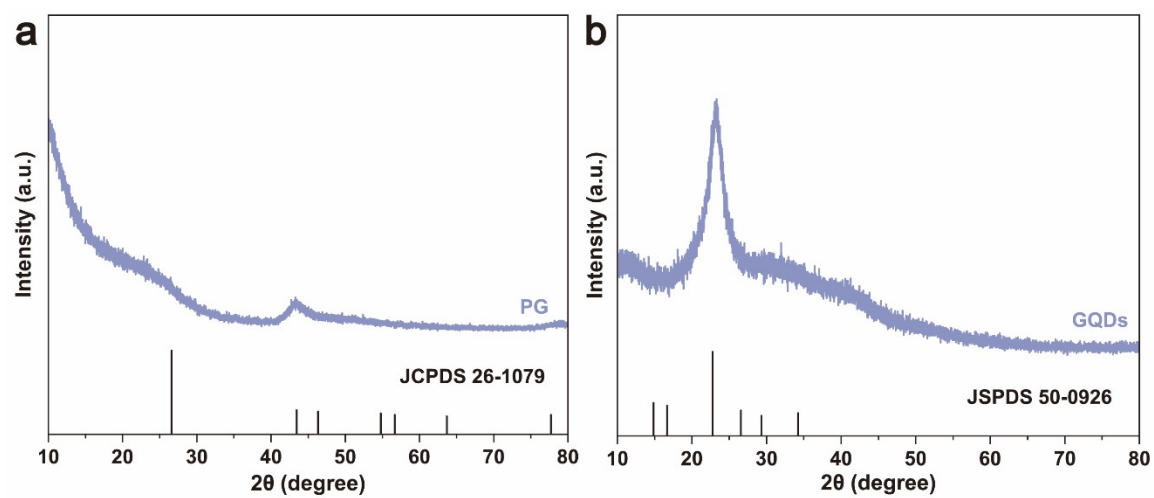 a
Intensity (a.u.)
PG
JCPDS 26-1079
10 20 30 40 50 60 70 80
2θ (degree)
b
Intensity (a.u.)
GQDs
JSPDS 50-0926
10 20 30 40 50 60 70 80
2θ (degree)